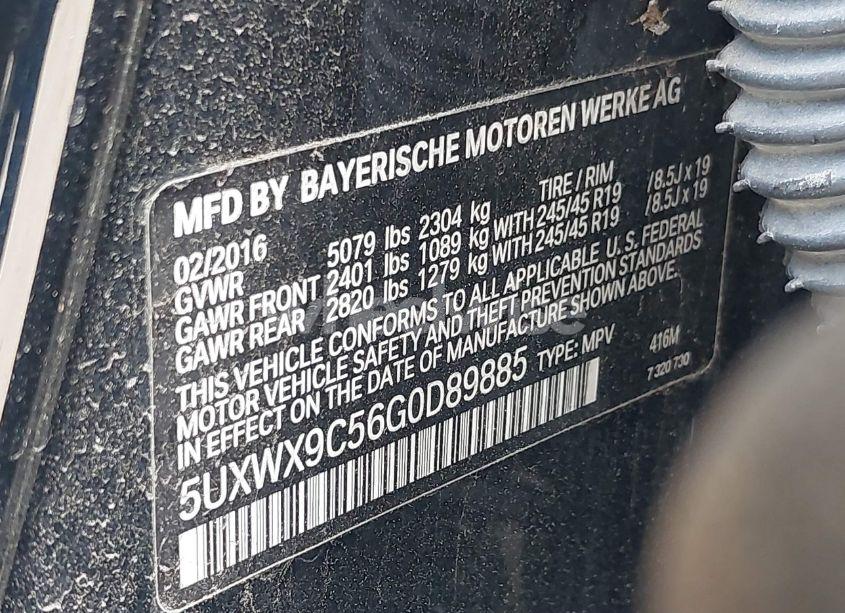 MFD BY BAYERISCHE MOTOREN WERKE AG
02/2016 TIRE / RIM
GVWR 5079 lbs 2304 kg
GAWR FRONT 2401 lbs 1089 kg WITH 245/45 R19 /8.5J x 19
GAWR REAR 2820 lbs 1279 kg WITH 245/45 R19 /8.5J x 19
THIS VEHICLE CONFORMS TO ALL APPLICABLE U.S. FEDERAL
MOTOR VEHICLE SAFETY AND THEFT PREVENTION STANDARDS
IN EFFECT ON THE DATE OF MANUFACTURE SHOWN ABOVE.
5UXWX9C56G0D89885 TYPE: MPV 416M
7 320 730